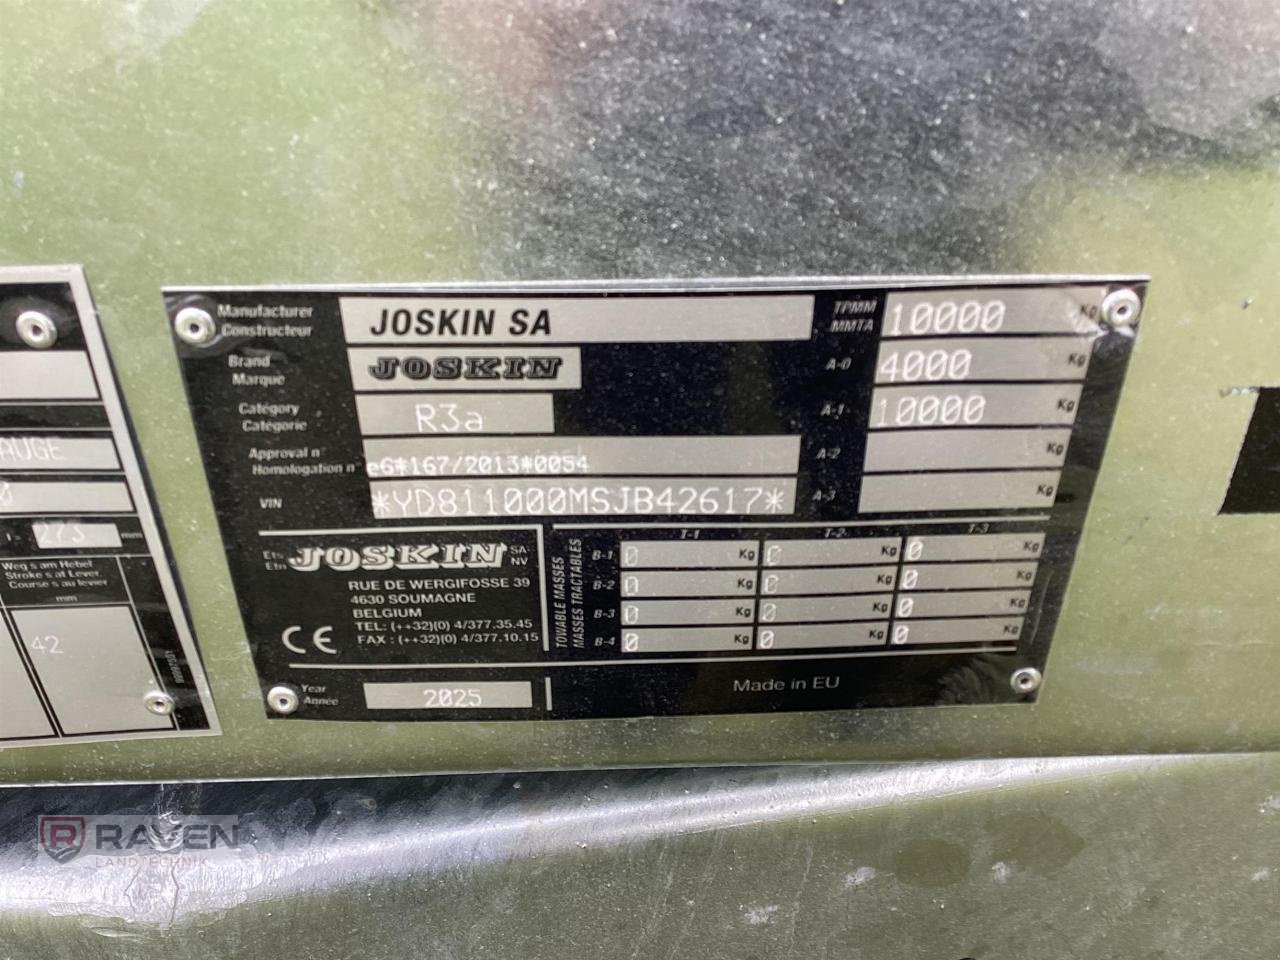 Manufacturer
Constructeur
JOSKIN SA
TPMM
MMTA
10000 Kg
Brand
Marque
JOSKIN
A-0
4000 Kg
Category
Catégorie
R3a
A-1
10000 Kg
Approval n°
Homologation n°
e6*167/2013*0054
A-2
Kg
VIN
*YD811000MSJB42617*
A-3
Kg
Ets
Etn
JOSKIN
SA-
NV
RUE DE WERGIFOSSE 39
4630 SOUMAGNE
BELGIUM
TEL: (++32)(0) 4/377.35.45
FAX : (++32)(0) 4/377.10.15
CE
TOWABLE MASSES
MASSES TRACTABLES
T-1 T-2 T-3
B-1 0 Kg 0 Kg 0 Kg
B-2 0 Kg 0 Kg 0 Kg
B-3 0 Kg 0 Kg 0 Kg
B-4 0 Kg 0 Kg 0 Kg
Year
Année
2025
Made in EU
AUGE
0
273 mm
Weg s am Hebel
Stroke s at Lever
Course s au levier
mm
42
R RAVEN
LANDTECHNIK